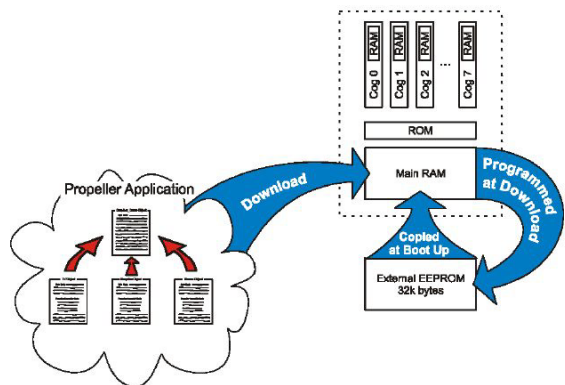 RAM
RAM
RAM
RAM
Cog 0
Cog 1
Cog 2
...
Cog 7
ROM
Main RAM
Propeller Application
Download
Programmed
at Download
Copied
at Boot Up
External EEPROM
32k bytes